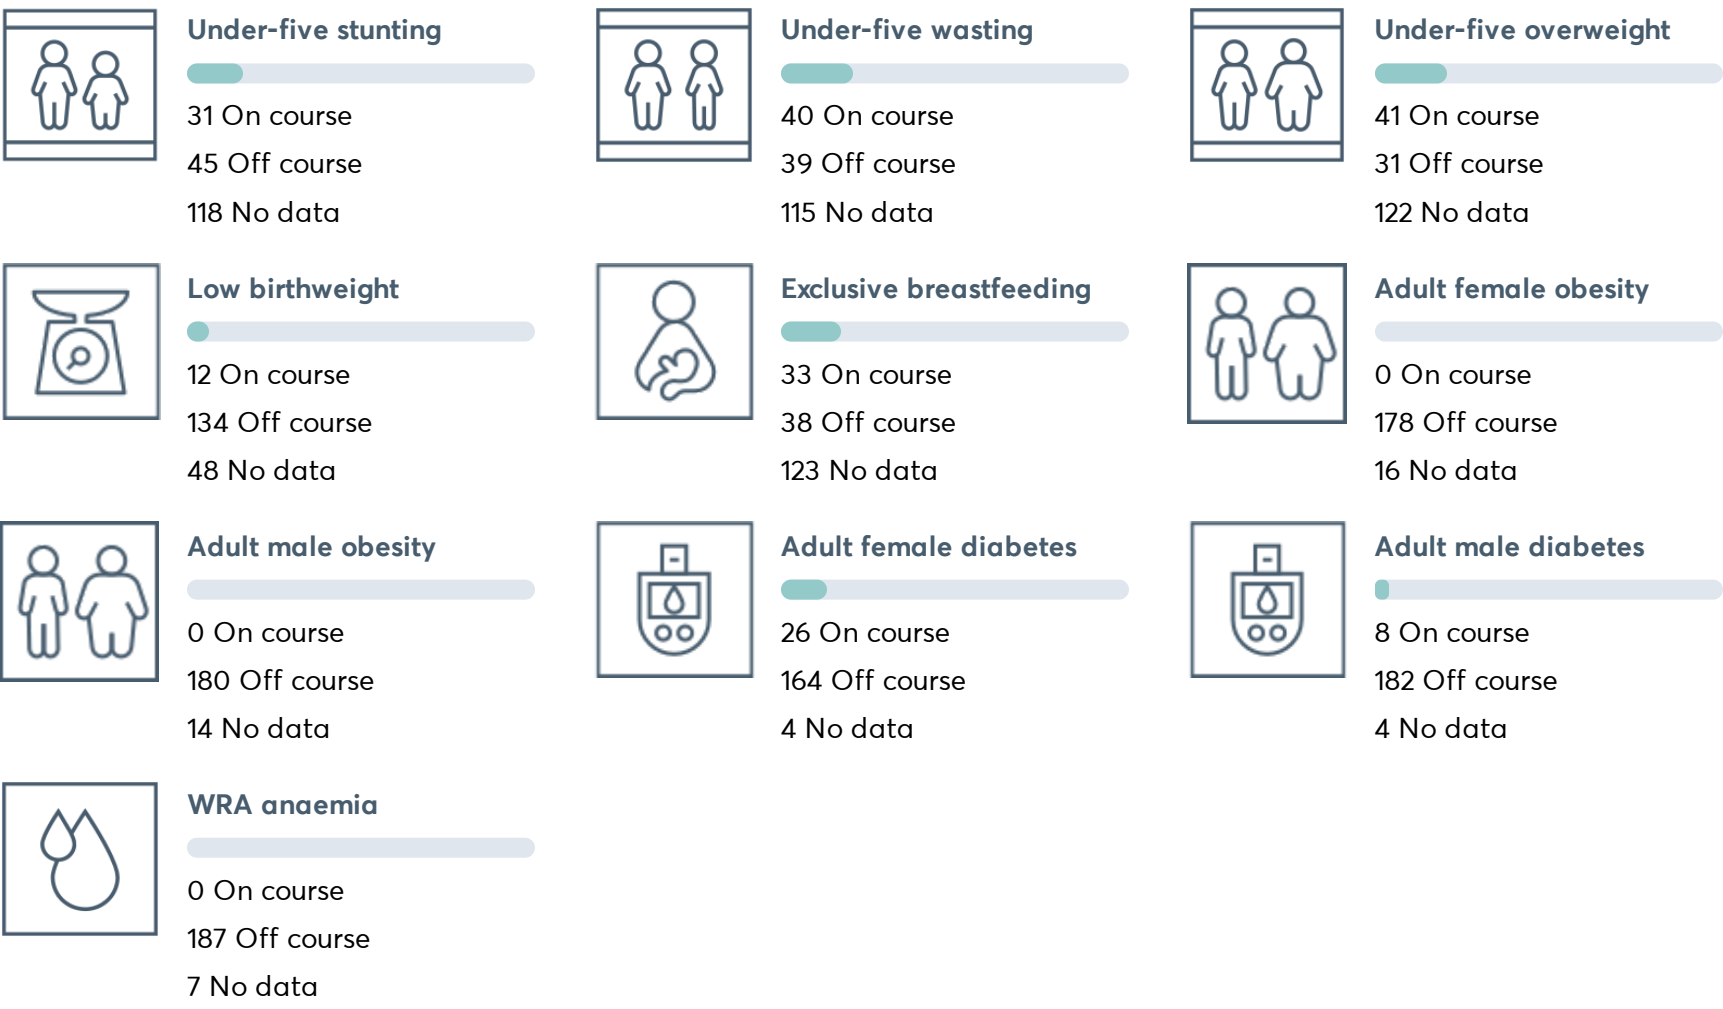 Under-five stunting
31 On course
45 Off course
118 No data
Under-five wasting
40 On course
39 Off course
115 No data
Under-five overweight
41 On course
31 Off course
122 No data
Low birthweight
12 On course
134 Off course
48 No data
Exclusive breastfeeding
33 On course
38 Off course
123 No data
Adult female obesity
0 On course
178 Off course
16 No data
Adult male obesity
0 On course
180 Off course
14 No data
Adult female diabetes
26 On course
164 Off course
4 No data
Adult male diabetes
8 On course
182 Off course
4 No data
WRA anaemia
0 On course
187 Off course
7 No data